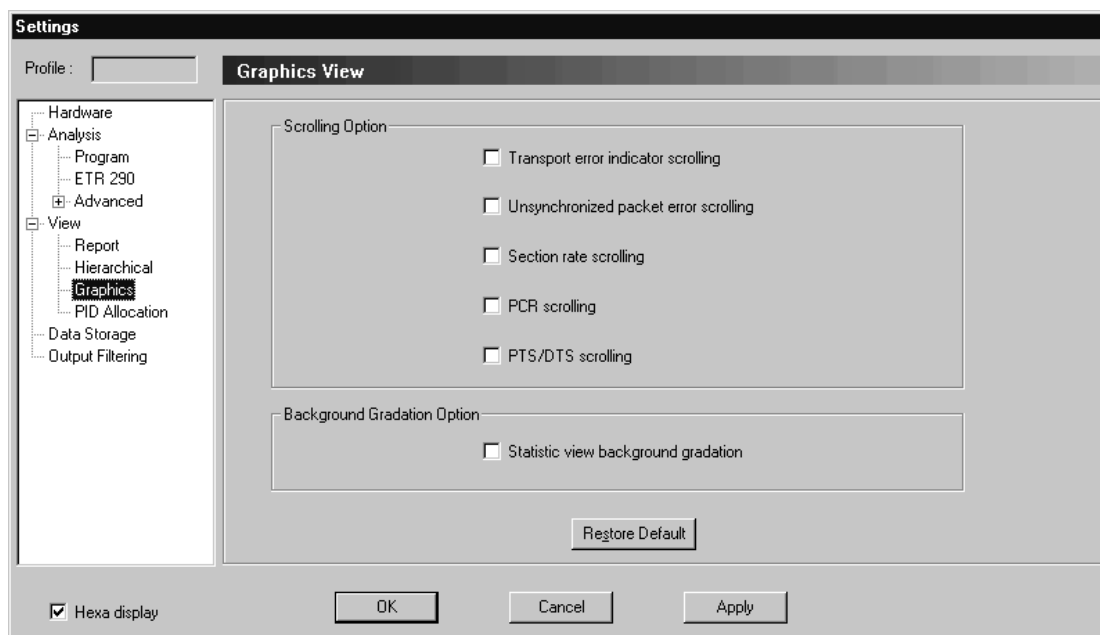 Settings
Profile :
Graphics View
Hardware
Analysis
Program
ETR 290
Advanced
View
Report
Hierarchical
Graphics
PID Allocation
Data Storage
Output Filtering
Scrolling Option
Transport error indicator scrolling
Unsynchronized packet error scrolling
Section rate scrolling
PCR scrolling
PTS/DTS scrolling
Background Gradation Option
Statistic view background gradation
Restore Default
Hexa display
OK
Cancel
Apply